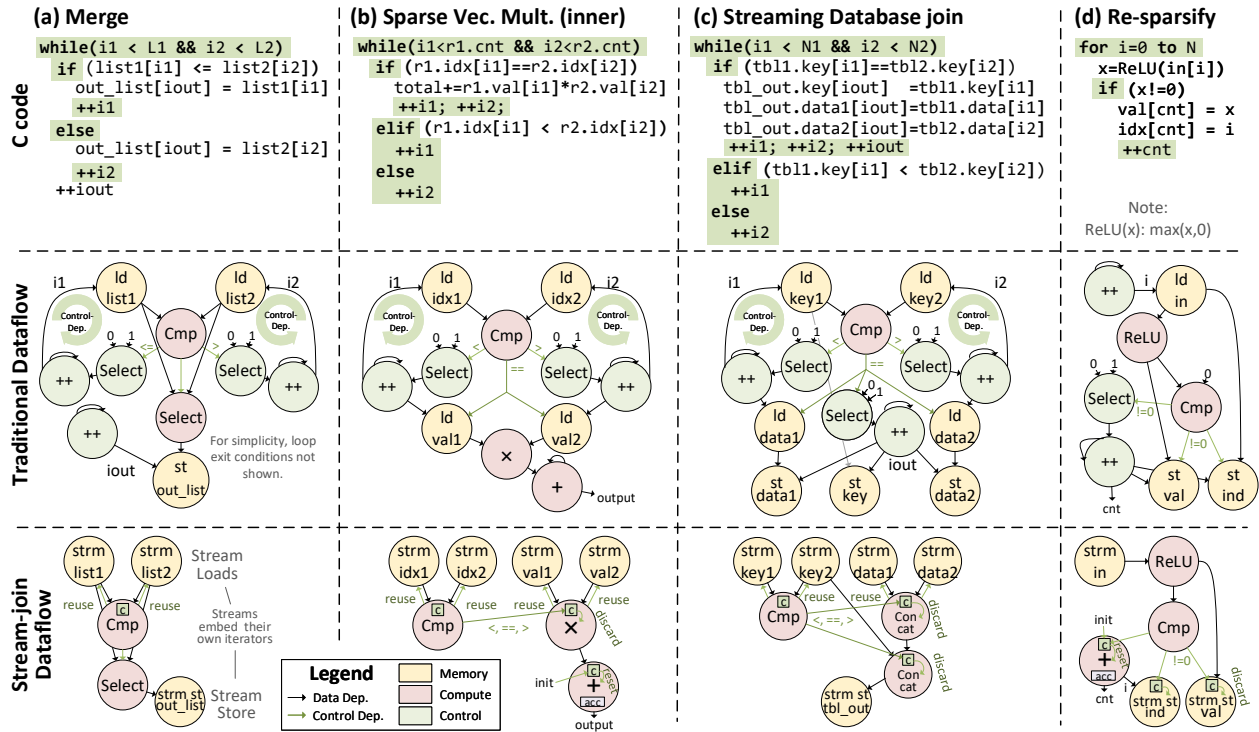 (a) Merge
(b) Sparse Vec. Mult. (inner)
(c) Streaming Database join
(d) Re-sparsify
C code
while(i1 < L1 && i2 < L2)
if (list1[i1] <= list2[i2])
out_list[iout] = list1[i1]
++i1
else
out_list[iout] = list2[i2]
++i2
++iout
while(i1<r1.cnt && i2<r2.cnt)
if (r1.idx[i1]==r2.idx[i2])
total+=r1.val[i1]*r2.val[i2]
++i1; ++i2;
elif (r1.idx[i1] < r2.idx[i2])
++i1
else
++i2
while(i1 < N1 && i2 < N2)
if (tbl1.key[i1]==tbl2.key[i2])
tbl_out.key[iout] =tbl1.key[i1]
tbl_out.data1[iout]=tbl1.data[i1]
tbl_out.data2[iout]=tbl2.data[i2]
++i1; ++i2; ++iout
elif (tbl1.key[i1] < tbl2.key[i2])
++i1
else
++i2
for i=0 to N
x=ReLU(in[i])
if (x!=0)
val[cnt] = x
idx[cnt] = i
++cnt
Note:
ReLU(x): max(x,0)
Traditional Dataflow
i1
ld
list1
ld
list2
i2
Control-
Dep.
Cmp
Control-
Dep.
0 1
<=
>
0 1
++
Select
Select
++
Select
++
iout
st
out_list
For simplicity, loop
exit conditions not
shown.
i1
ld
idx1
ld
idx2
i2
Control-
Dep.
Cmp
Control-
Dep.
0 1
<
>
0 1
==
++
Select
Select
++
ld
val1
ld
val2
×
+
output
i1
ld
key1
ld
key2
i2
Control-
Dep.
Cmp
Control-
Dep.
0 1
<
>
0 1
==
++
Select
Select
++
0
1
ld
data1
Select
++
ld
data2
iout
st
data1
st
key
st
data2
++
i
ld
in
ReLU
0 1
0
Select
Cmp
!=0
!=0
++
cnt
st
val
st
ind
Stream-join
Dataflow
strm
list1
strm
list2
reuse
reuse
c
Cmp
Select
strm st
out_list
Stream
Loads
Streams
embed their
own iterators
Stream
Store
strm
idx1
strm
idx2
strm
val1
strm
val2
reuse
reuse
reuse
reuse
c
Cmp
<, ==, >
c
×
discard
init
c
+
reset
acc
output
Legend
Data Dep.
Control Dep.
Memory
Compute
Control
strm
key1
strm
key2
strm
data1
strm
data2
reuse
reuse
reuse
c
Cmp
<, ==, >
c
Con
cat
discard
c
Con
cat
discard
strm st
tbl_out
strm
in
ReLU
Cmp
init
c
+
reset
acc
cnt
i
!=0
c
strm st
ind
c
strm st
val
discard